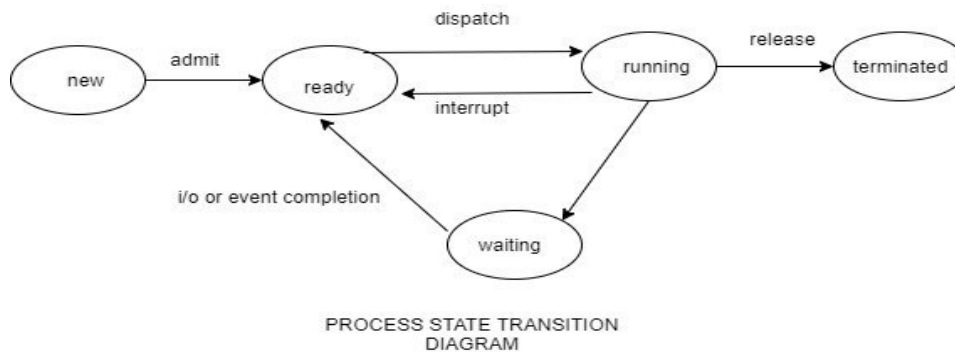 dispatch
release
admit
new
ready
running
terminated
interrupt
i/o or event completion
waiting
PROCESS STATE TRANSITION
DIAGRAM